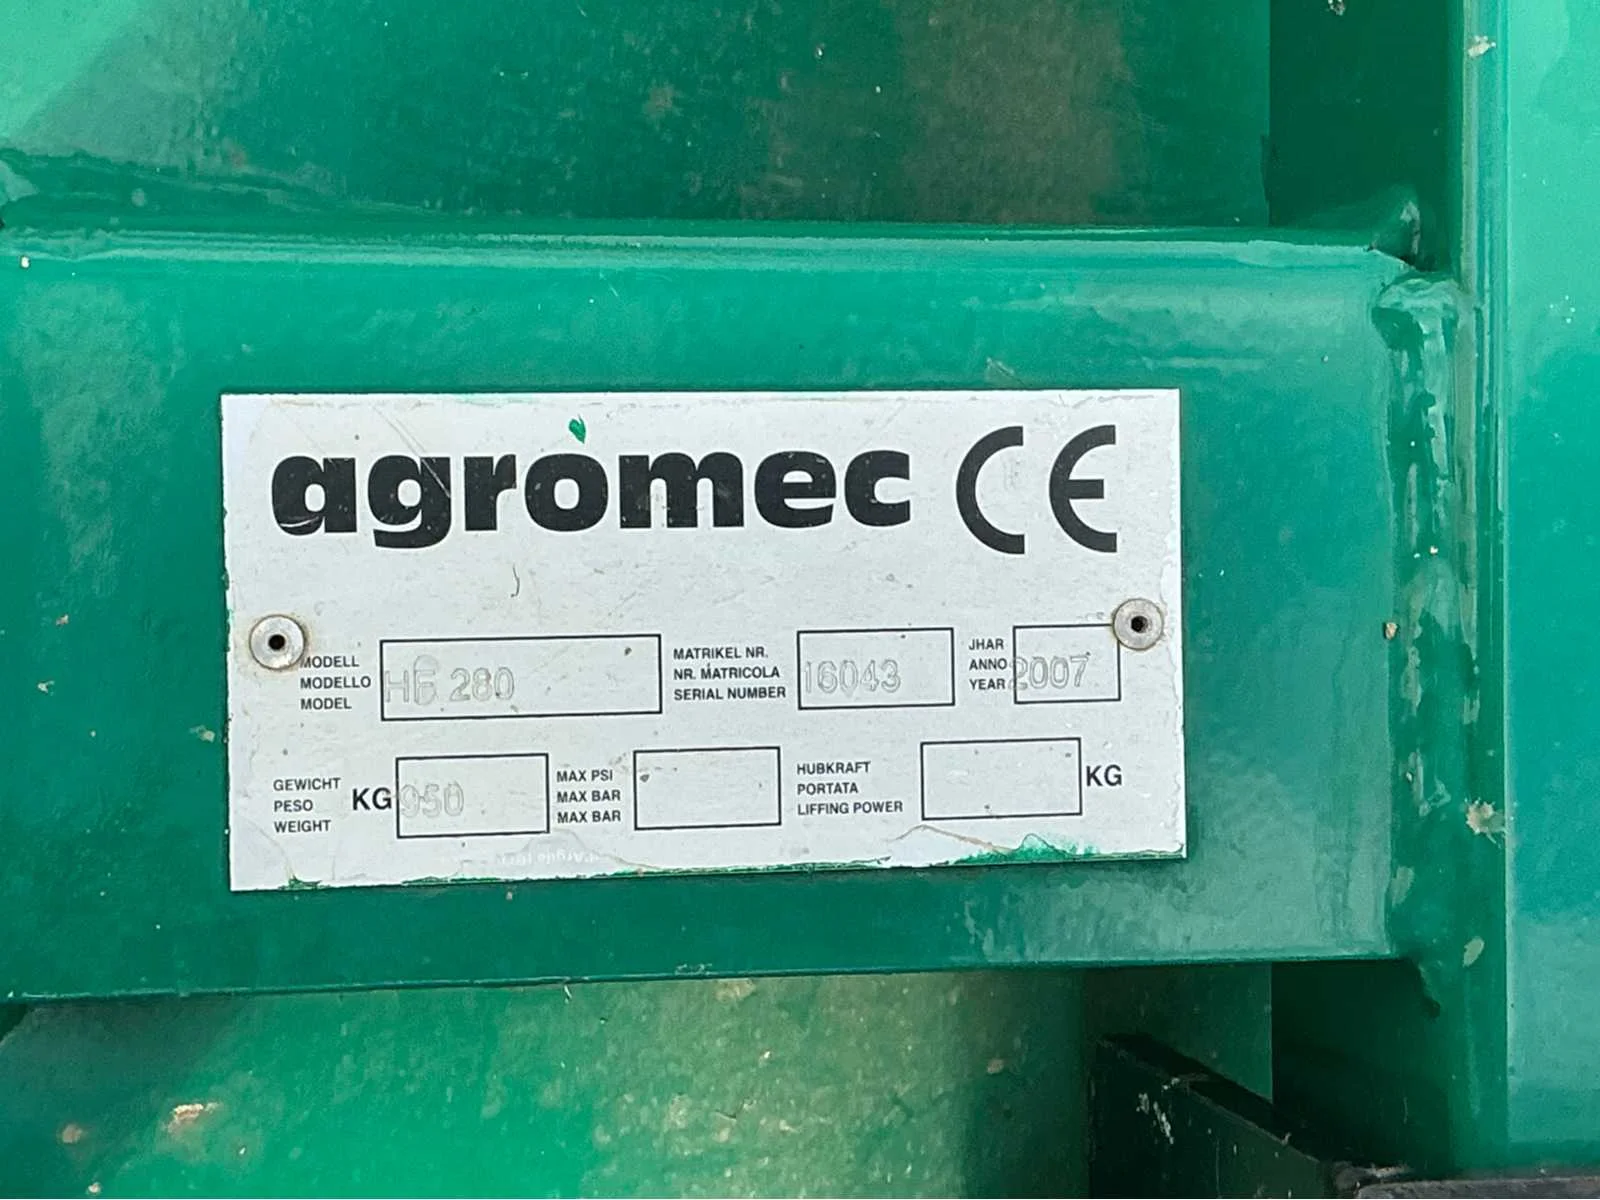 agromec CE
MODELL
MODELLO
MODEL
280
MATRIKEL NR.
NR. MATRICOLA
SERIAL NUMBER
16043
JHAR
ANNO
YEAR
2007
GEWICHT
PESO
WEIGHT
KG
950
MAX PSI
MAX BAR
MAX BAR
HUBKRAFT
PORTATA
LIFFING POWER
KG